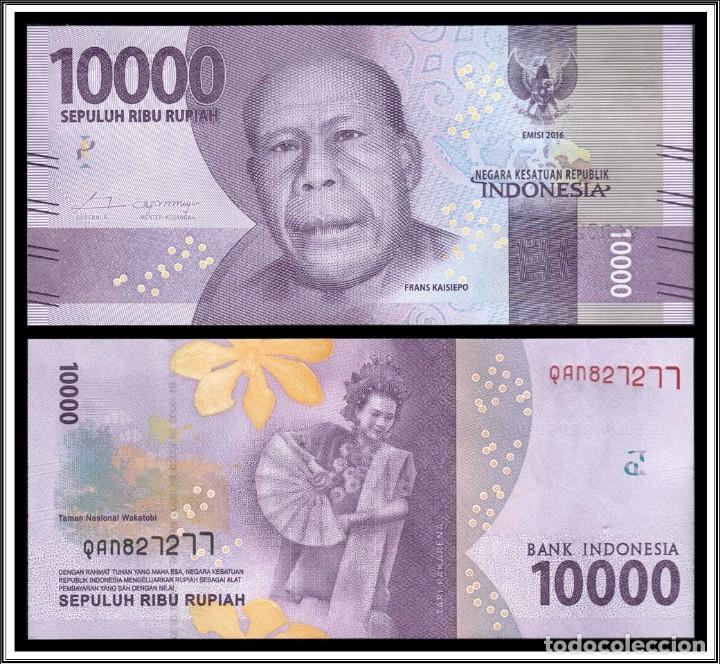 10000
SEPULUH RIBU RUPIAH
EMISI 2016
NEGARA KESATUAN REPUBLIK
INDONESIA
GUBERNUR MENTERI KEUANGAN
FRANS KAISIEPO
10000
10000
QAN827277
Taman Nasional Wakatobi
QAN827277
DENGAN RAHMAT TUHAN YANG MAHA ESA, NEGARA KESATUAN
REPUBLIK INDONESIA MENGELUARKAN RUPIAH SEBAGAI ALAT
PEMBAYARAN YANG SAH DENGAN NILAI
SEPULUH RIBU RUPIAH
TARI PAKARENA
BANK INDONESIA
10000
todocoleccion